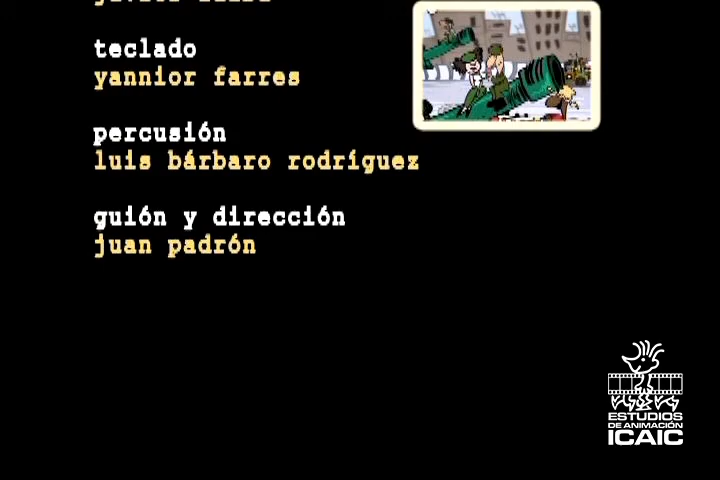 teclado
yannior farres
percusión
luis bárbaro rodríguez
guión y dirección
juan padrón
ESTUDIOS
DE ANIMACIÓN
ICAIC